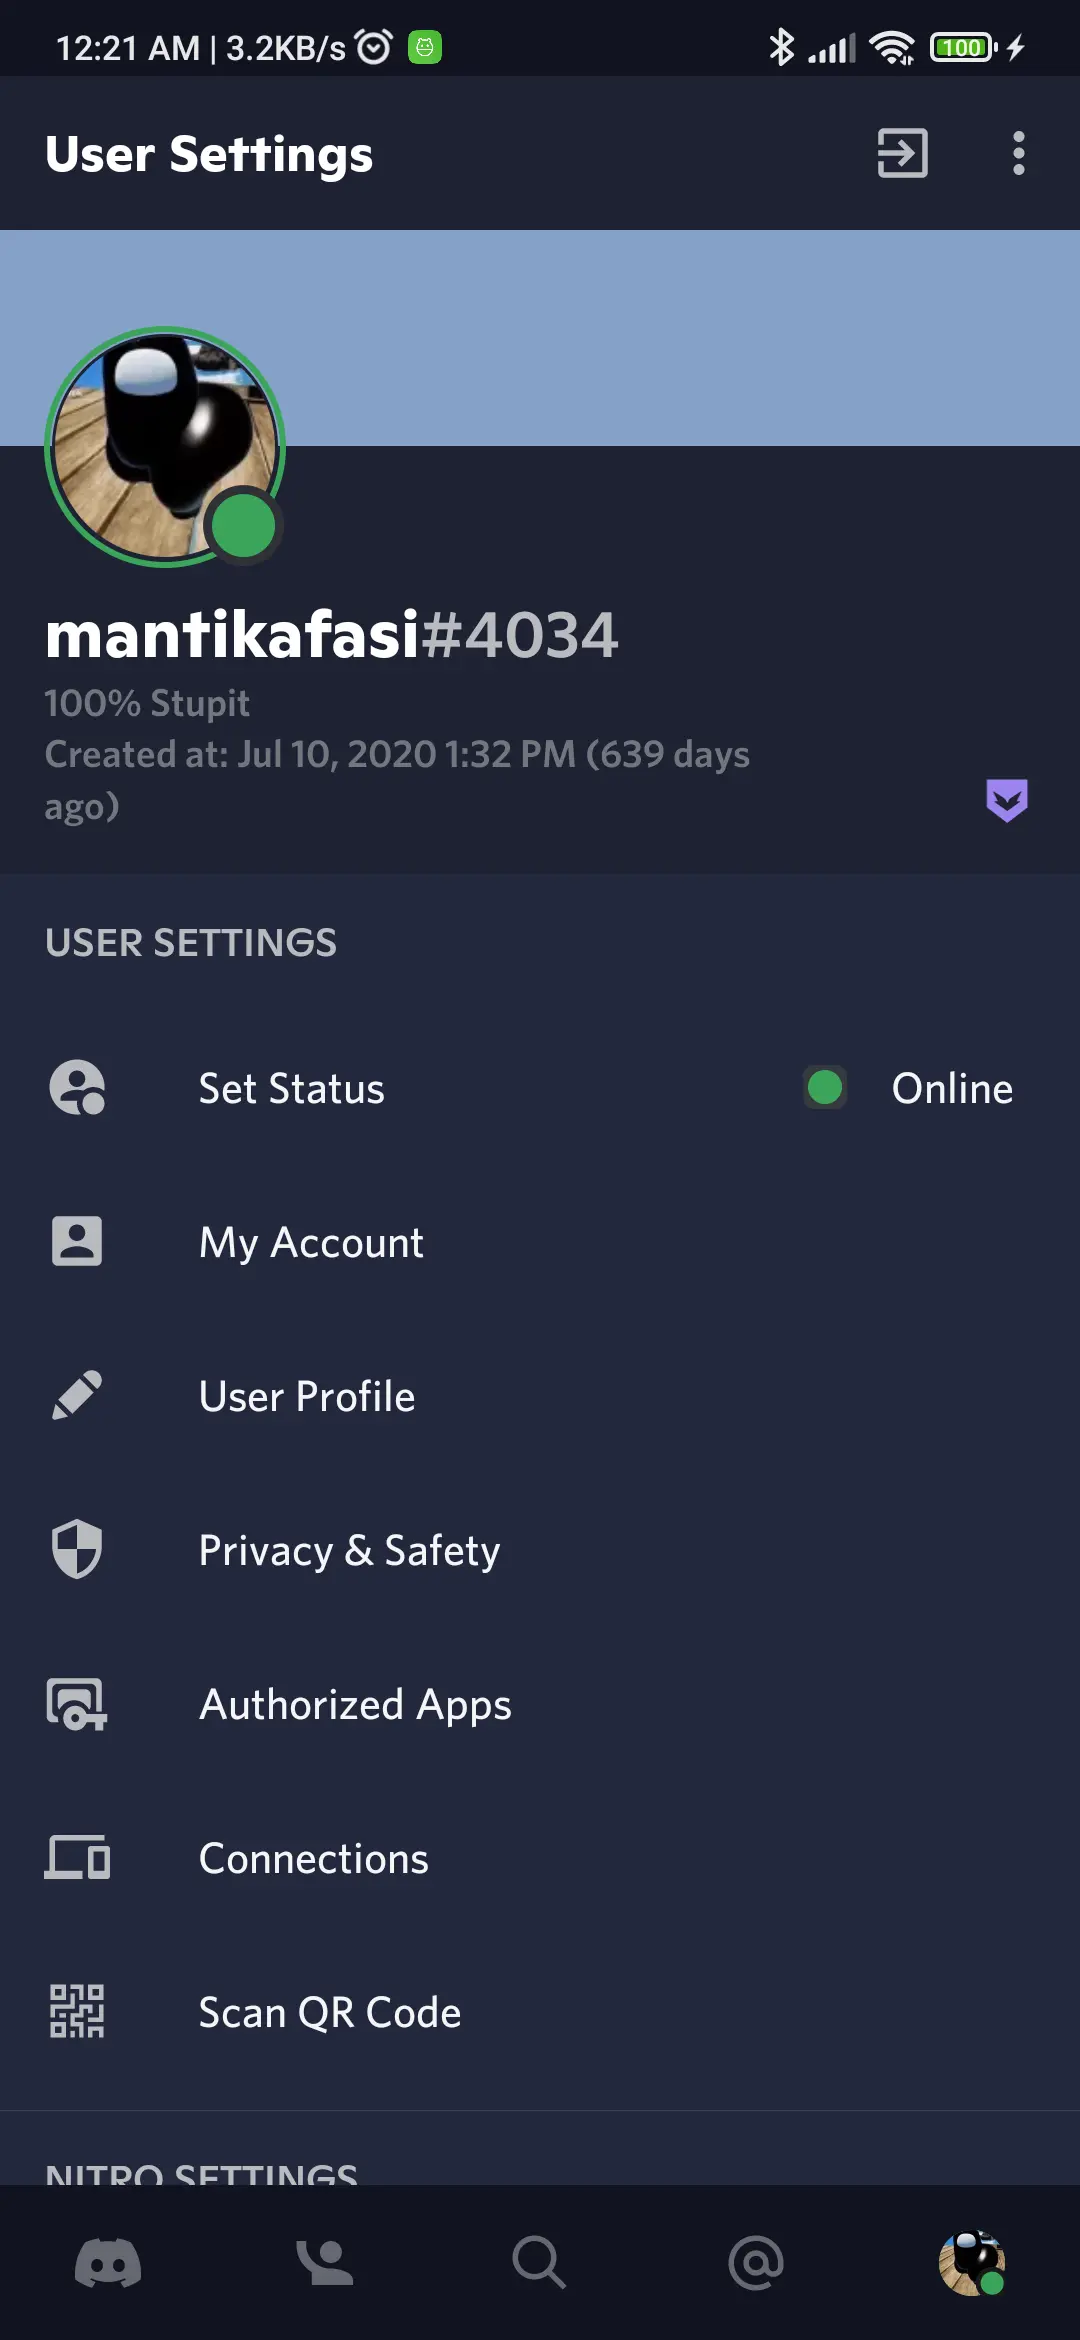 12:21 AM | 3.2KB/s
100
User Settings
mantikafasi#4034
100% Stupit
Created at: Jul 10, 2020 1:32 PM (639 days
ago)
USER SETTINGS
Set Status
Online
My Account
User Profile
Privacy & Safety
Authorized Apps
Connections
Scan QR Code
NITRO SETTINGS